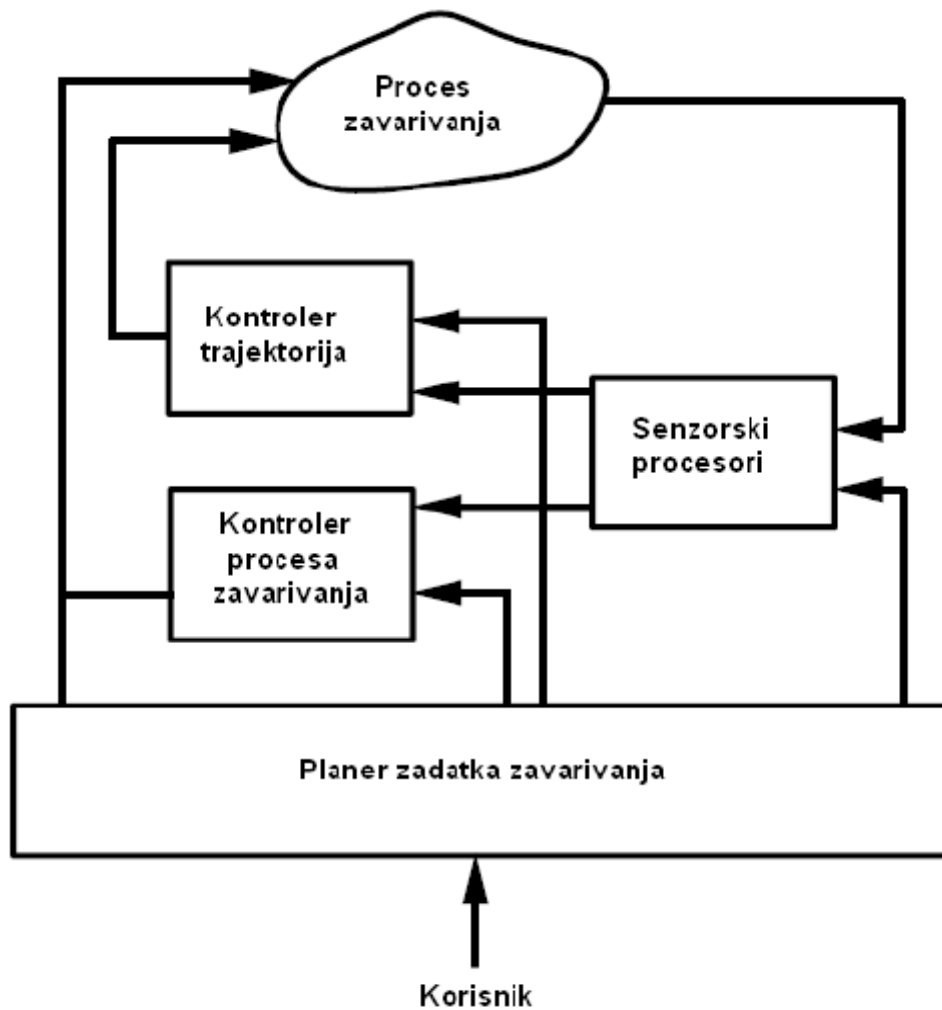 Proces
zavarivanja
Kontroler
trajektorija
Senzorski
procesori
Kontroler
procesa
zavarivanja
Planer zadatka zavarivanja
Korisnik